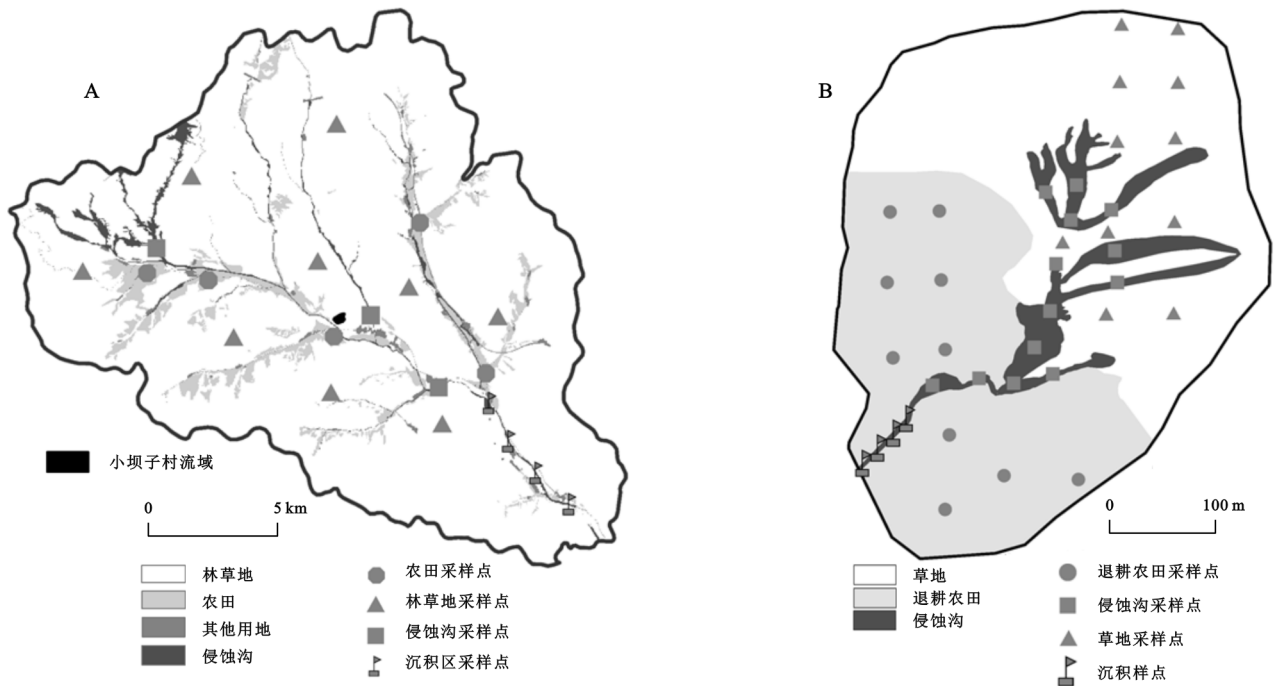 A
小坝子村流域
0 5 km
林草地
农田
其他用地
侵蚀沟
农田采样点
林草地采样点
侵蚀沟采样点
沉积区采样点
B
0 100 m
草地
退耕农田
侵蚀沟
退耕农田采样点
侵蚀沟采样点
草地采样点
沉积样点